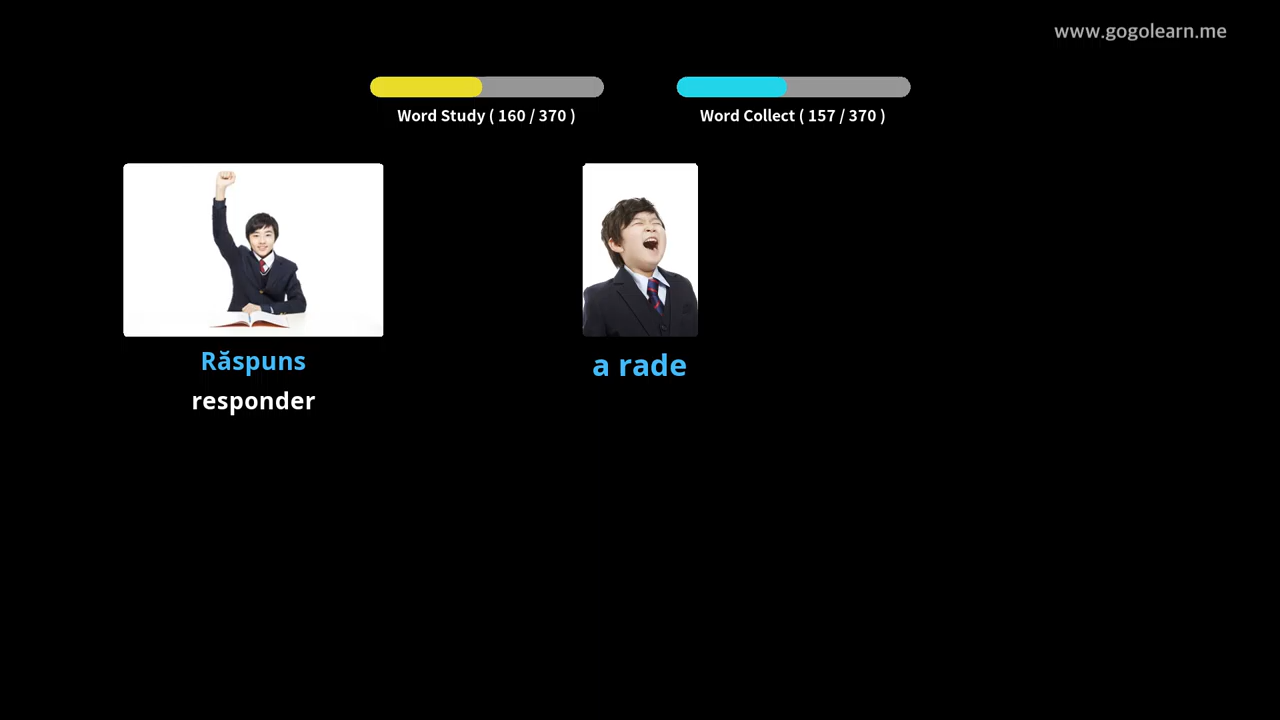 www.gogolearn.me
Word Study ( 160 / 370 )
Word Collect ( 157 / 370 )
Răspuns
responder
a rade